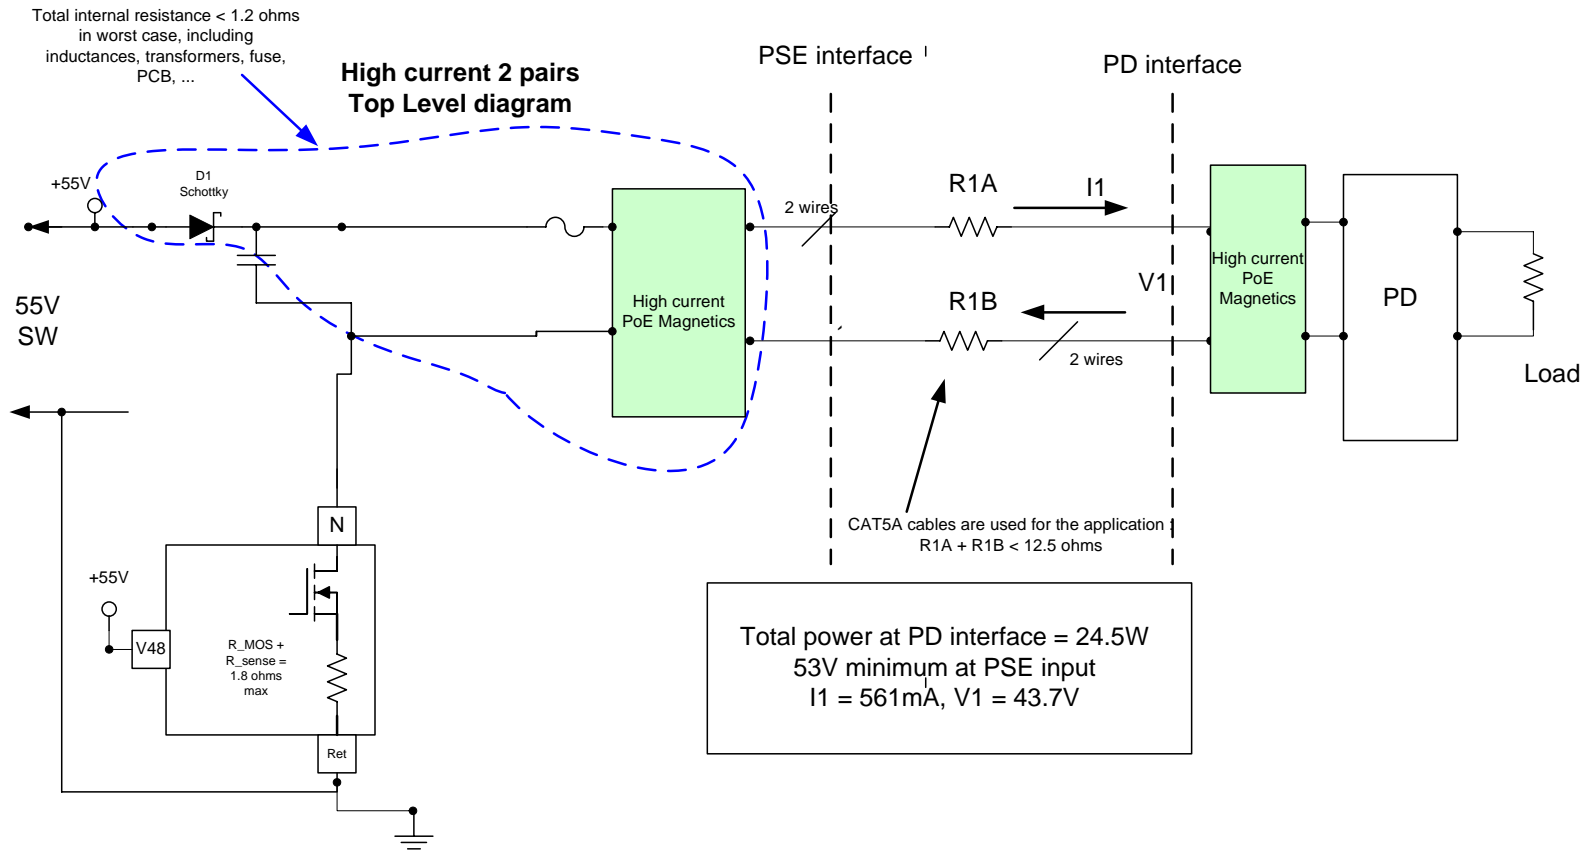 Total internal resistance < 1.2 ohms
in worst case, including
inductances, transformers, fuse,
PCB, ...
High current 2 pairs
Top Level diagram
PSE interface
PD interface
+55V
D1
Schottky
2 wires
R1A
I1
55V
SW
High current
PoE Magnetics
R1B
V1
2 wires
High current
PoE
Magnetics
PD
Load
CAT5A cables are used for the application :
R1A + R1B < 12.5 ohms
N
+55V
V48
R_MOS +
R_sense =
1.8 ohms
max
Ret
Total power at PD interface = 24.5W
53V minimum at PSE input
I1 = 561mA, V1 = 43.7V